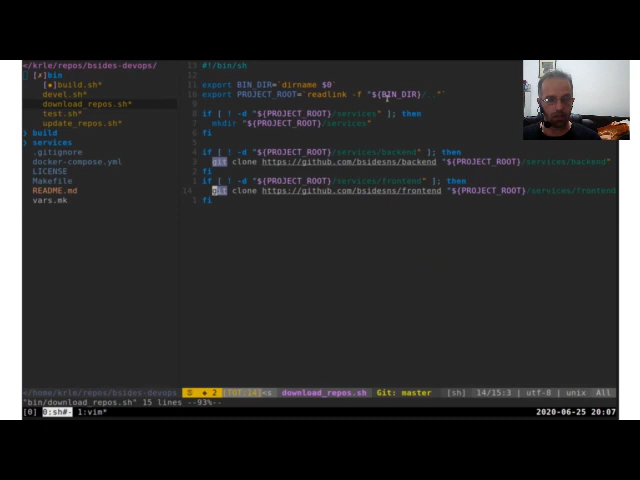 </krle/repos/bsides-devops/
[✗]bin
[✹]build.sh*
devel.sh*
download_repos.sh*
test.sh*
update_repos.sh*
build
services
.gitignore
docker-compose.yml
LICENSE
Makefile
README.md
vars.mk
13 #!/bin/sh
12
11 export BIN_DIR=`dirname $0`
10 export PROJECT_ROOT=`readlink -f "${BIN_DIR}/.."`
9
8 if [ ! -d "${PROJECT_ROOT}/services" ]; then
7 mkdir "${PROJECT_ROOT}/services"
6 fi
5
4 if [ ! -d "${PROJECT_ROOT}/services/backend" ]; then
3 git clone https://github.com/bsidesns/backend "${PROJECT_ROOT}/services/backend"
2 fi
1 if [ ! -d "${PROJECT_ROOT}/services/frontend" ]; then
14 git clone https://github.com/bsidesns/frontend "${PROJECT_ROOT}/services/frontend
1 fi
</home/krle/repos/bsides-devops
2 [TOT:14]<s download_repos.sh Git: master [sh] 14/15:3 | utf-8 | unix All
"bin/download_repos.sh" 15 lines --93%--
[0] 0:sh#- 1:vim* 2020-06-25 20:07